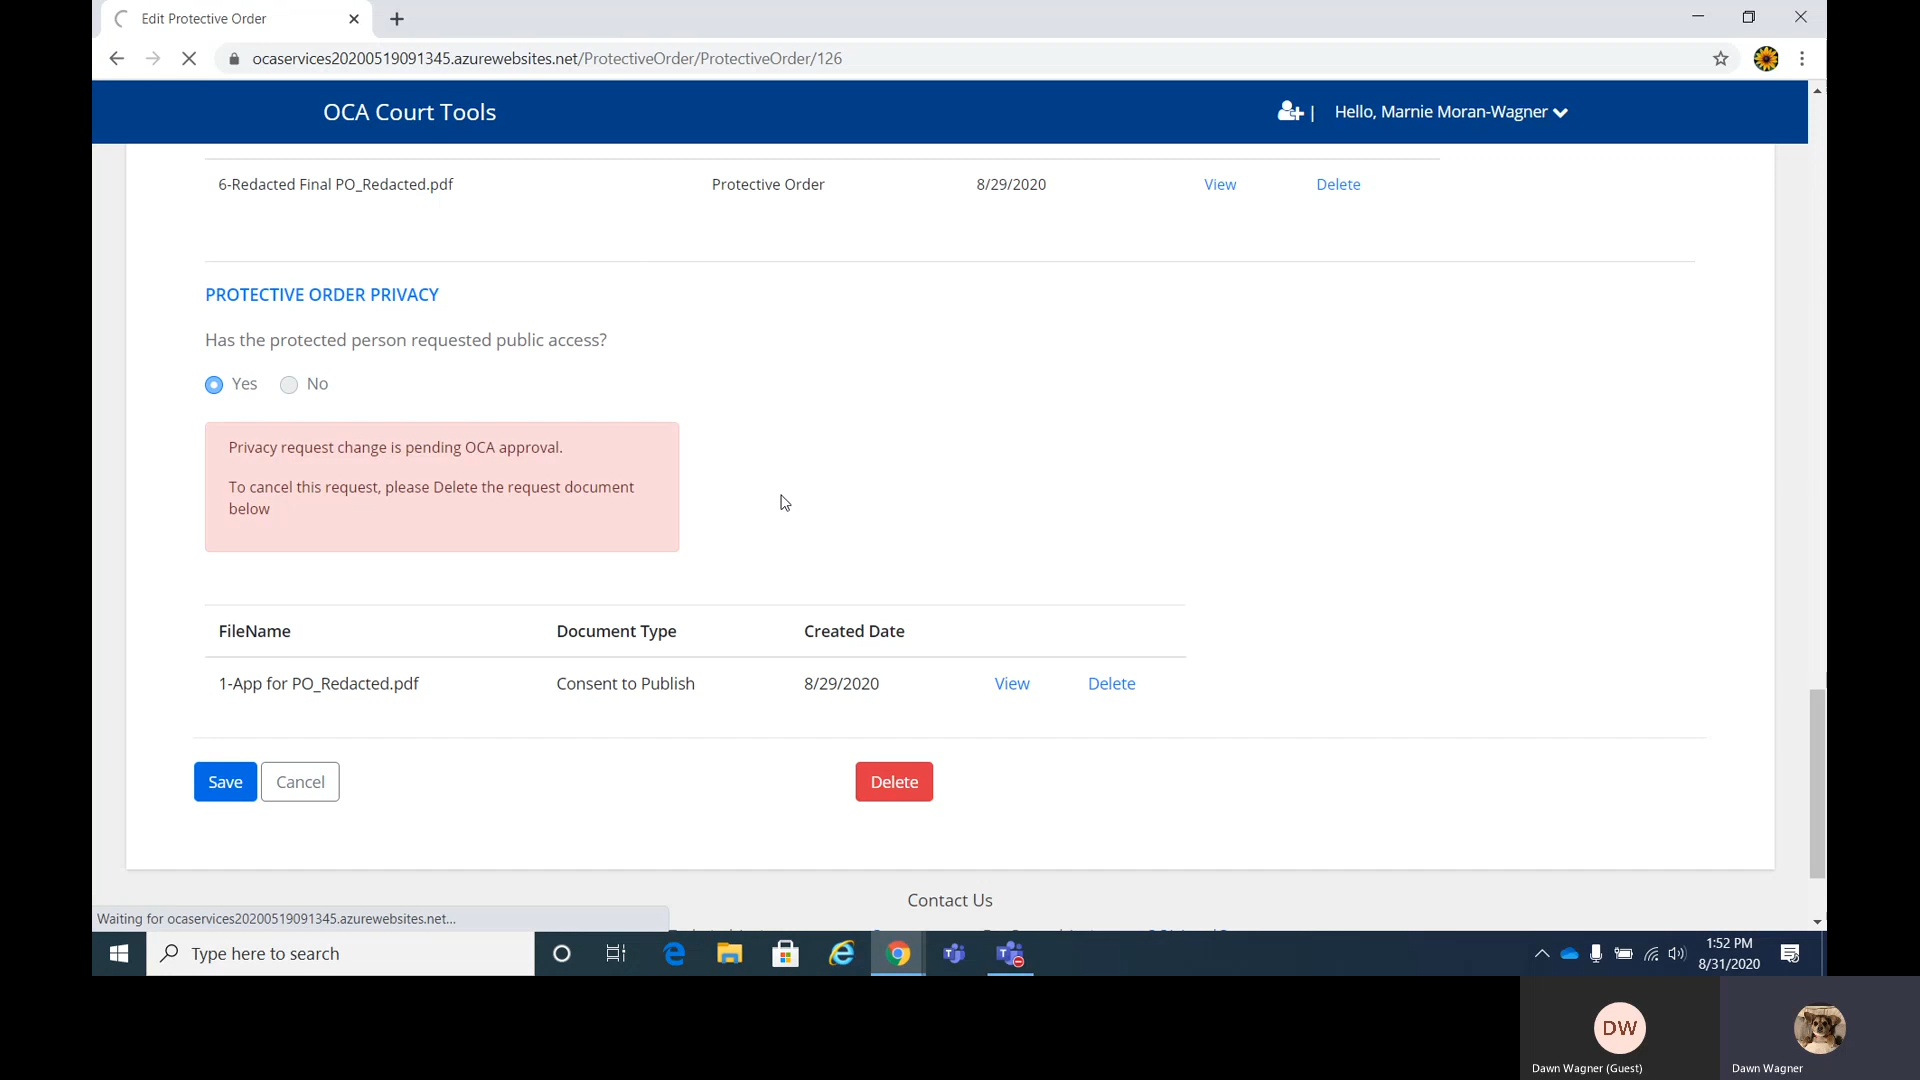 Edit Protective Order
ocaservices20200519091345.azurewebsites.net/ProtectiveOrder/ProtectiveOrder/126
OCA Court Tools
| Hello, Marnie Moran-Wagner
6-Redacted Final PO_Redacted.pdf Protective Order 8/29/2020 View Delete
PROTECTIVE ORDER PRIVACY
Has the protected person requested public access?
Yes No
Privacy request change is pending OCA approval.
To cancel this request, please Delete the request document
below
FileName Document Type Created Date
1-App for PO_Redacted.pdf Consent to Publish 8/29/2020 View Delete
Save Cancel Delete
Contact Us
Waiting for ocaservices20200519091345.azurewebsites.net...
Type here to search
1:52 PM
8/31/2020
DW
Dawn Wagner (Guest) Dawn Wagner